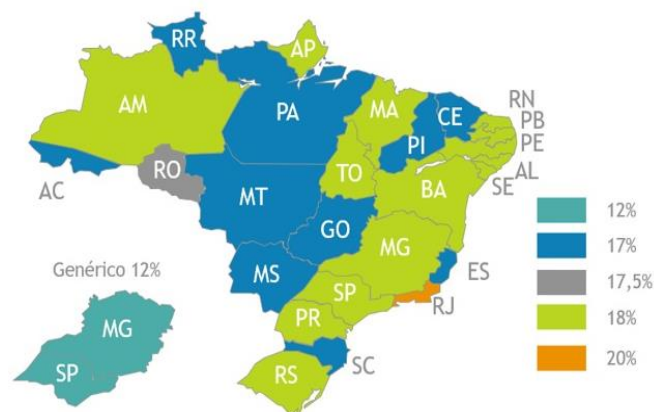 RR
AP
AM
PA
MA
CE
RN
PB
PE
PI
AL
SE
AC
RO
TO
BA
MT
GO
MG
ES
MS
SP
RJ
PR
SC
RS
Genérico 12%
MG
SP
12%
17%
17,5%
18%
20%